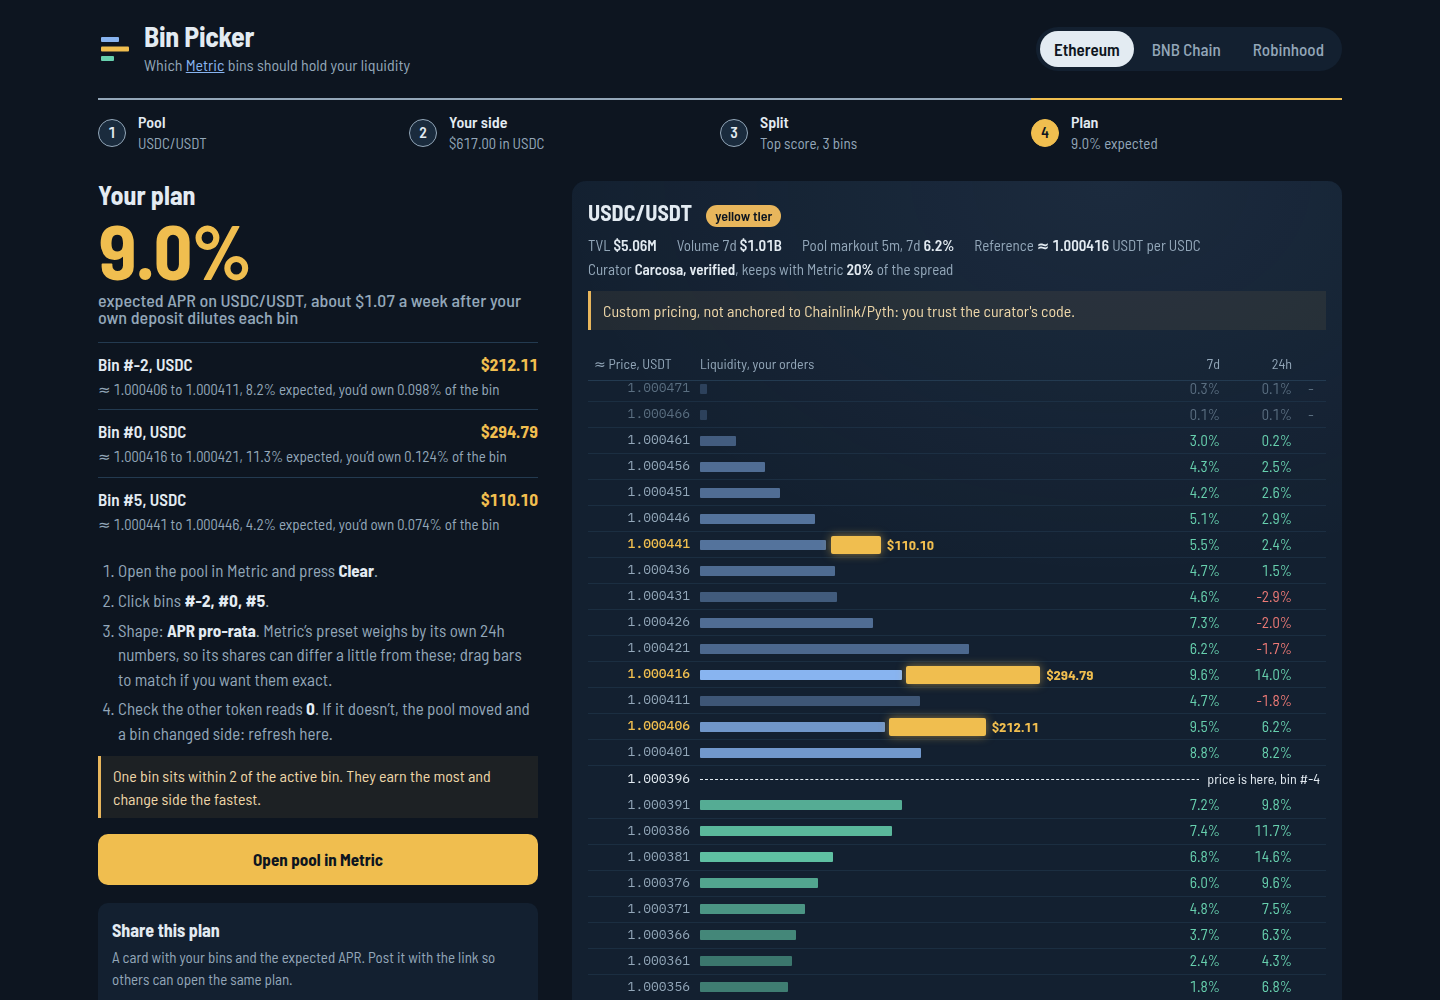 Bin Picker
Which Metric bins should hold your liquidity
Ethereum BNB Chain Robinhood
1 Pool
USDC/USDT
2 Your side
$617.00 in USDC
3 Split
Top score, 3 bins
4 Plan
9.0% expected
Your plan
9.0%
expected APR on USDC/USDT, about $1.07 a week after your
own deposit dilutes each bin
Bin #-2, USDC $212.11
≈ 1.000406 to 1.000411, 8.2% expected, you'd own 0.098% of the bin
Bin #0, USDC $294.79
≈ 1.000416 to 1.000421, 11.3% expected, you'd own 0.124% of the bin
Bin #5, USDC $110.10
≈ 1.000441 to 1.000446, 4.2% expected, you'd own 0.074% of the bin
1. Open the pool in Metric and press Clear.
2. Click bins #-2, #0, #5.
3. Shape: APR pro-rata. Metric's preset weighs by its own 24h
numbers, so its shares can differ a little from these; drag bars
to match if you want them exact.
4. Check the other token reads 0. If it doesn't, the pool moved and
a bin changed side: refresh here.
One bin sits within 2 of the active bin. They earn the most and
change side the fastest.
Open pool in Metric
Share this plan
A card with your bins and the expected APR. Post it with the link so
others can open the same plan.
USDC/USDT yellow tier
TVL $5.06M Volume 7d $1.01B Pool markout 5m, 7d 6.2% Reference ≈ 1.000416 USDT per USDC
Curator Carcosa, verified, keeps with Metric 20% of the spread
Custom pricing, not anchored to Chainlink/Pyth: you trust the curator's code.
≈ Price, USDT Liquidity, your orders 7d 24h
1.000471 0.3% 0.1% -
1.000466 0.1% 0.1% -
1.000461 3.0% 0.2%
1.000456 4.3% 2.5%
1.000451 4.2% 2.6%
1.000446 5.1% 2.9%
1.000441 $110.10 5.5% 2.4%
1.000436 4.7% 1.5%
1.000431 4.6% -2.9%
1.000426 7.3% -2.0%
1.000421 6.2% -1.7%
1.000416 $294.79 9.6% 14.0%
1.000411 4.7% -1.8%
1.000406 $212.11 9.5% 6.2%
1.000401 8.8% 8.2%
1.000396 price is here, bin #-4
1.000391 7.2% 9.8%
1.000386 7.4% 11.7%
1.000381 6.8% 14.6%
1.000376 6.0% 9.6%
1.000371 4.8% 7.5%
1.000366 3.7% 6.3%
1.000361 2.4% 4.3%
1.000356 1.8% 6.8%